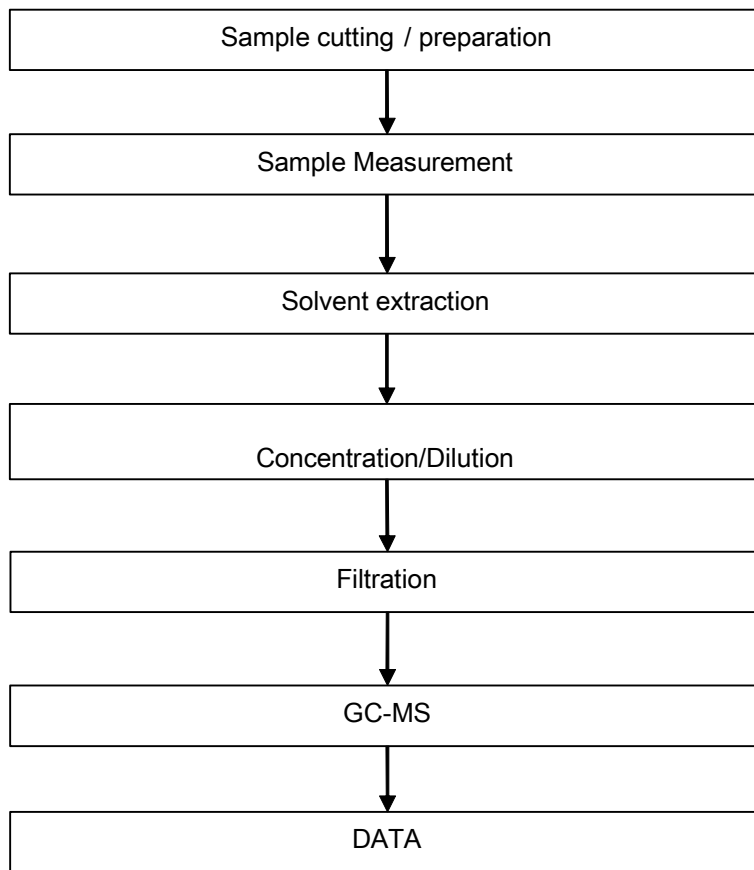 Sample cutting / preparation
Sample Measurement
Solvent extraction
Concentration/Dilution
Filtration
GC-MS
DATA